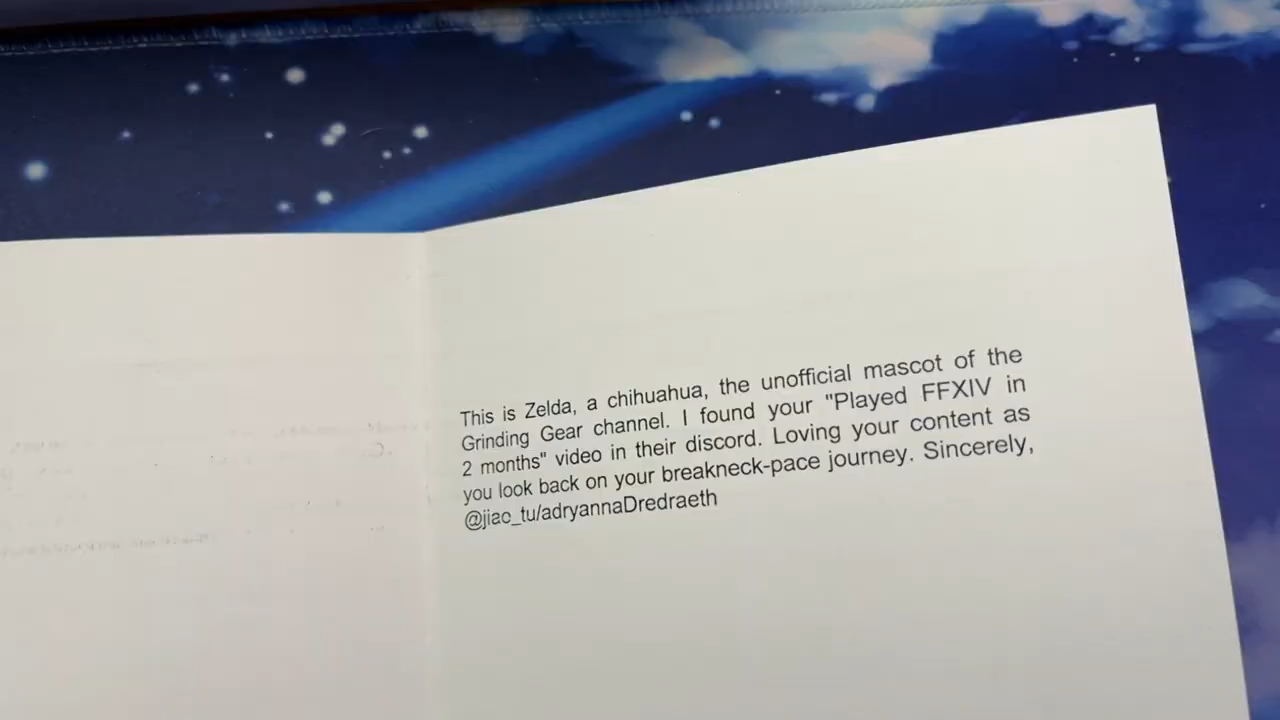 This is Zelda, a chihuahua, the unofficial mascot of the
Grinding Gear channel. I found your "Played FFXIV in
2 months" video in their discord. Loving your content as
you look back on your breakneck-pace journey. Sincerely,
@jiao_tu/adryannaDredraeth